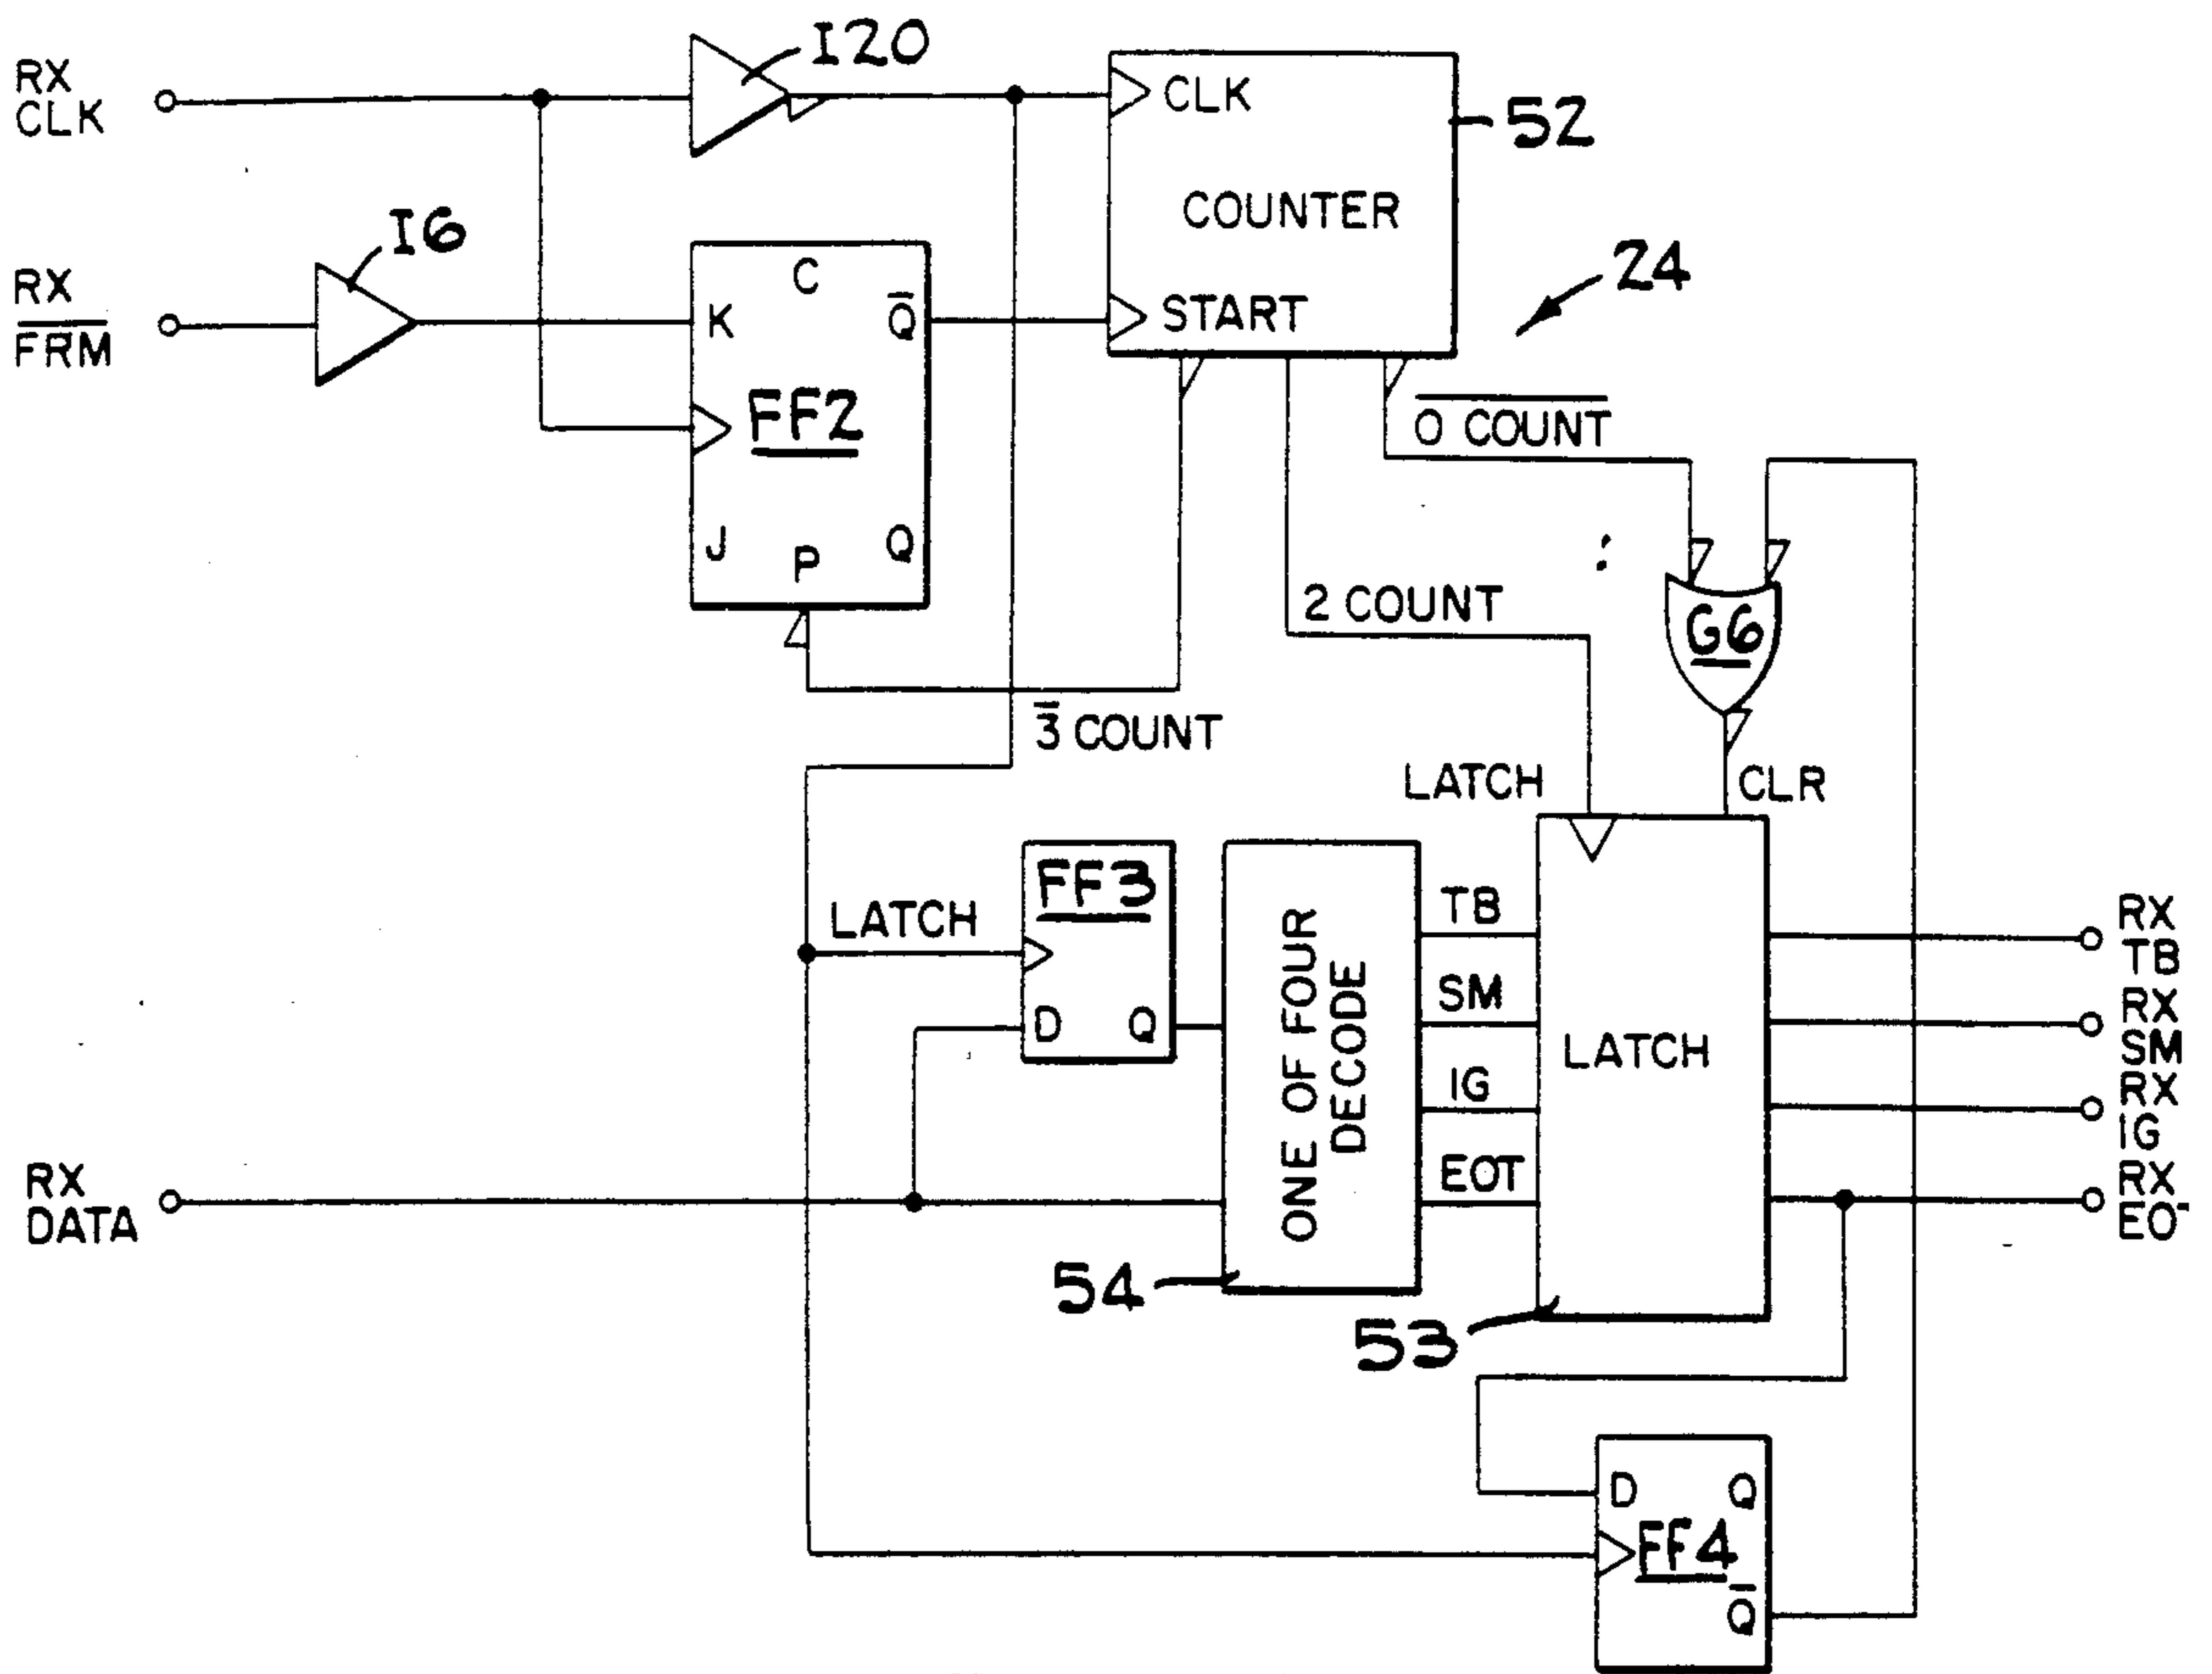 RX
CLK
I20
CLK
52
COUNTER
24
I6
RX
F̅R̅M̅
K
C
Q̅
START
FF2
J
P
Q
0̅ ̅C̅O̅U̅N̅T̅
2 COUNT
G6
3̅ COUNT
LATCH
CLR
FF3
LATCH
D
Q
ONE OF FOUR
DECODE
TB
SM
IG
EOT
LATCH
RX
TB
RX
SM
RX
IG
RX
EOT
RX
DATA
54
53
D
Q
FF4
Q̅